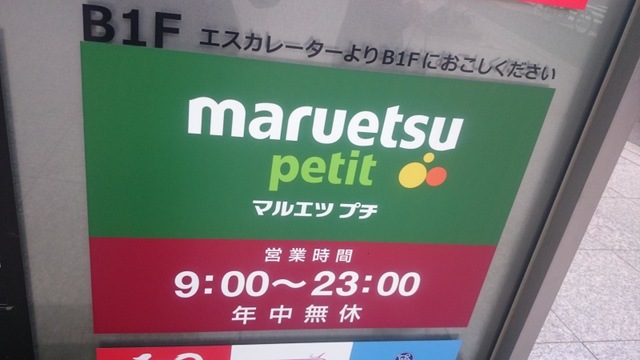 B1F エスカレーターよりB1Fにおこしください
maruetsu
petit
マルエツ プチ
営業時間
9:00～23:00
年中無休